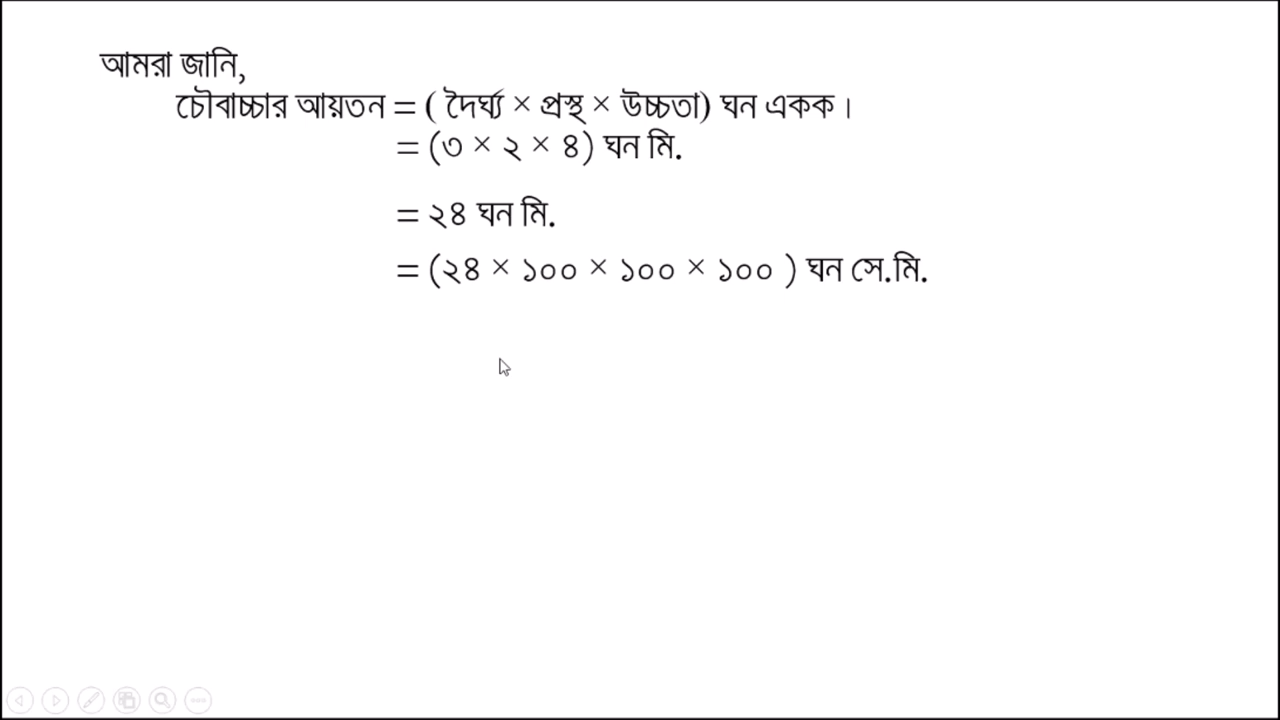 আমরা জানি,
চৌবাচ্চার আয়তন = ( দৈর্ঘ্য × প্রস্থ × উচ্চতা) ঘন একক।
= (৩ × ২ × ৪) ঘন মি.
= ২৪ ঘন মি.
= (২৪ × ১০০ × ১০০ × ১০০ ) ঘন সে.মি.